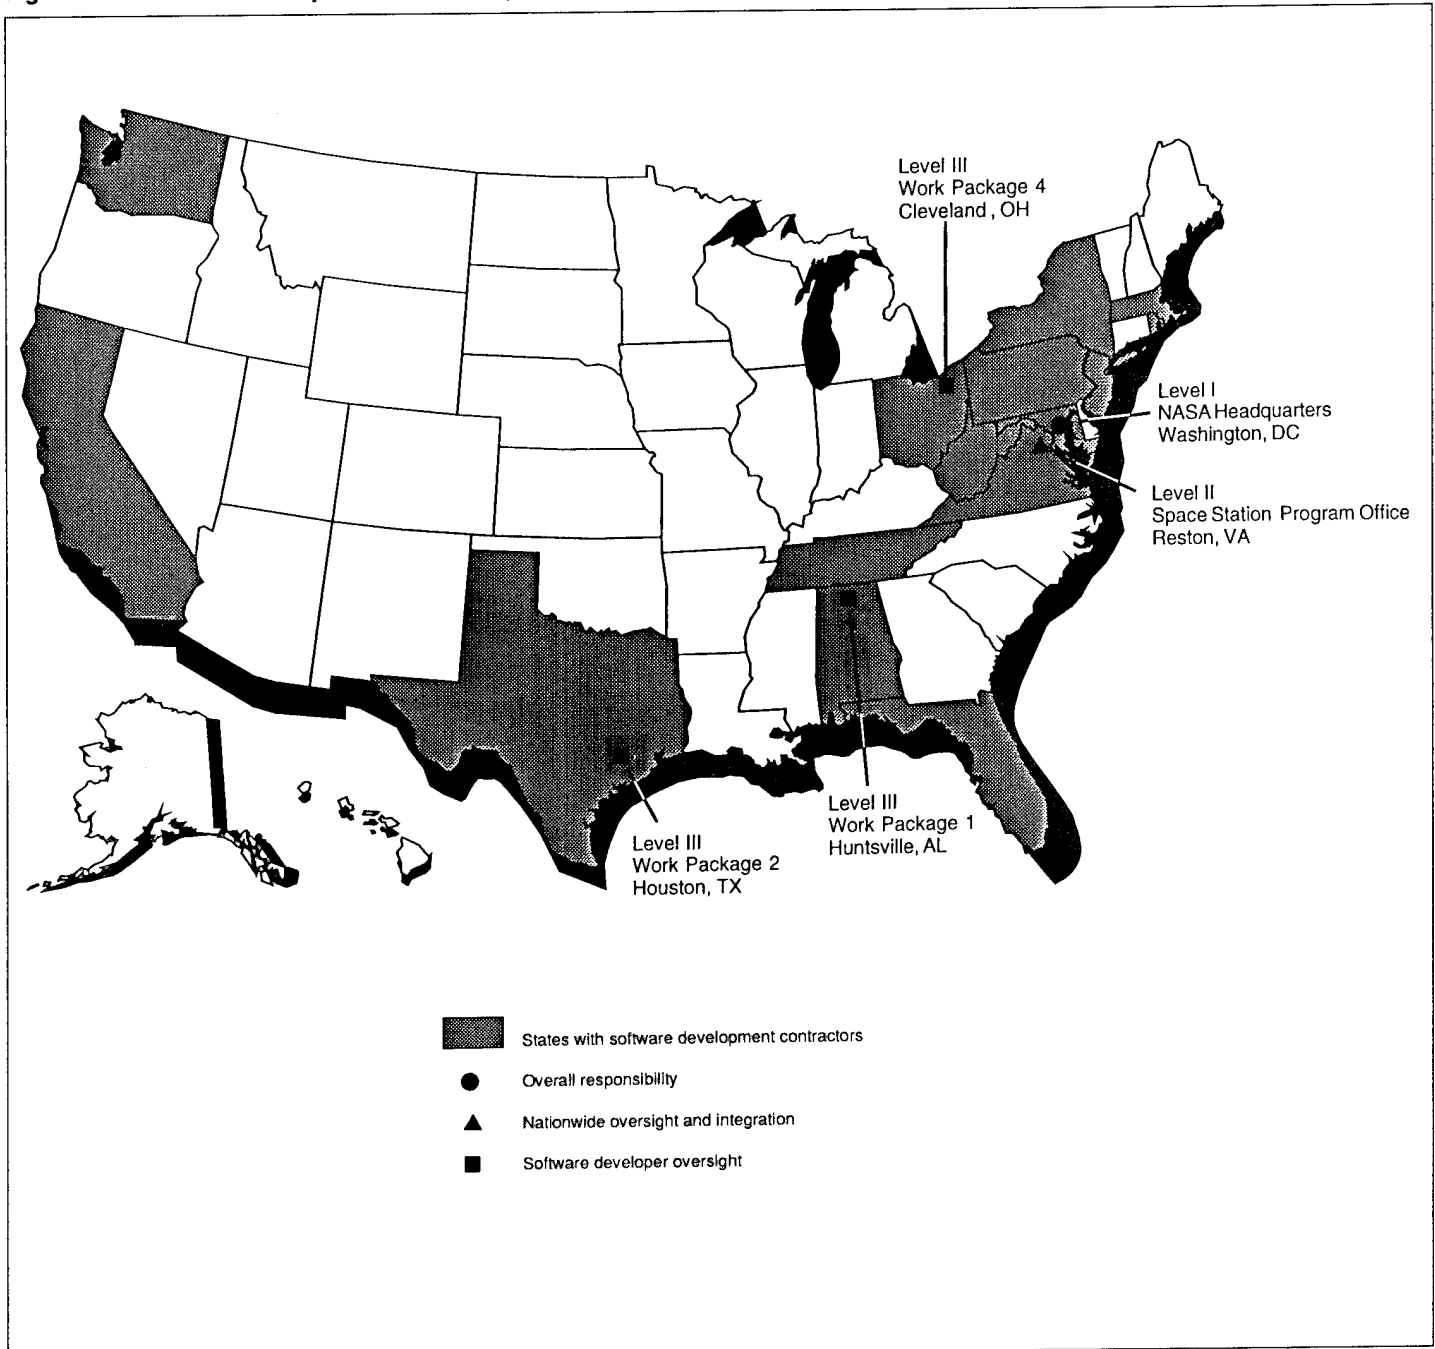 Level III
Work Package 4
Cleveland, OH
Level I
NASA Headquarters
Washington, DC
Level II
Space Station Program Office
Reston, VA
Level III
Work Package 1
Huntsville, AL
Level III
Work Package 2
Houston, TX
States with software development contractors
Overall responsibility
Nationwide oversight and integration
Software developer oversight